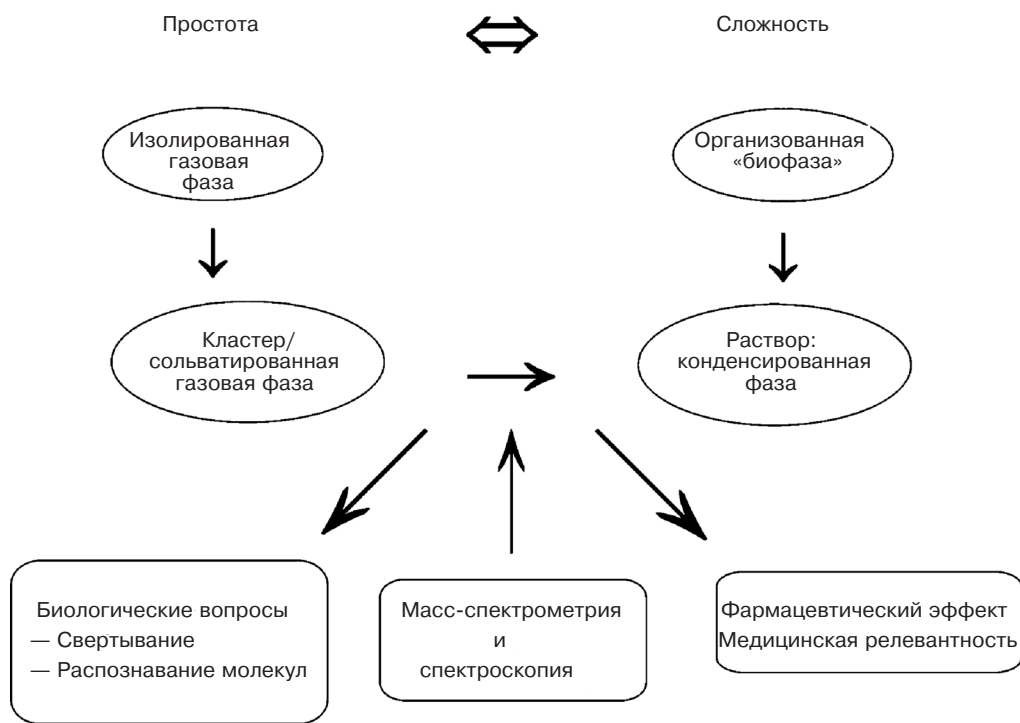 Простота
Сложность
Изолированная
газовая
фаза
Организованная
«биофаза»
Кластер/
сольватированная
газовая фаза
Раствор:
конденсированная
фаза
Биологические вопросы
— Свертывание
— Распознавание молекул
Масс-спектрометрия
и
спектроскопия
Фармацевтический эффект
Медицинская релевантность